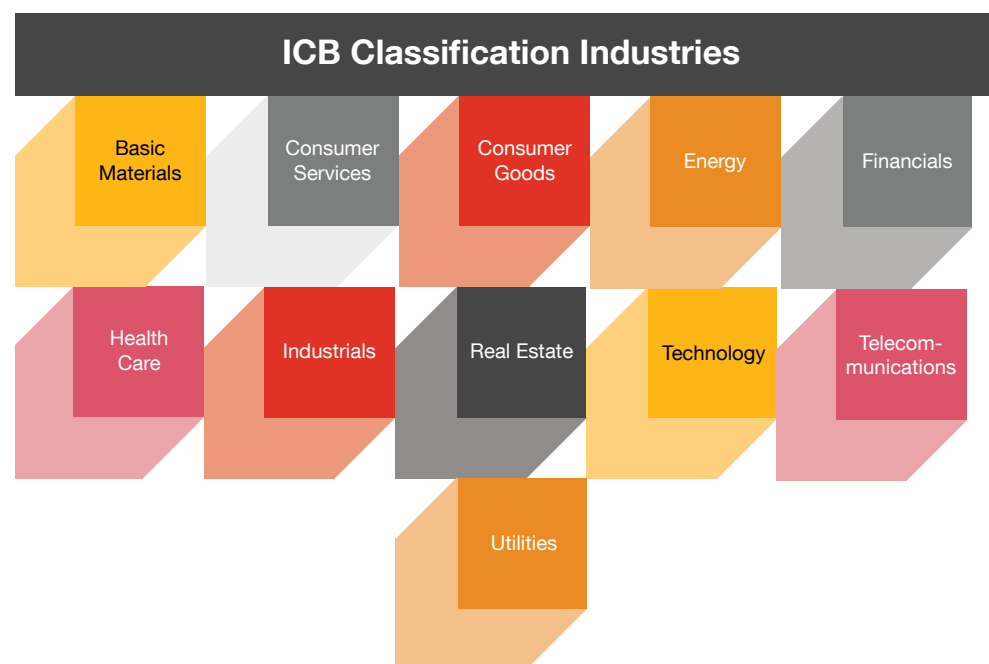 ICB Classification Industries
Basic
Materials
Consumer
Services
Consumer
Goods
Energy
Financials
Health
Care
Industrials
Real Estate
Technology
Telecom-
munications
Utilities